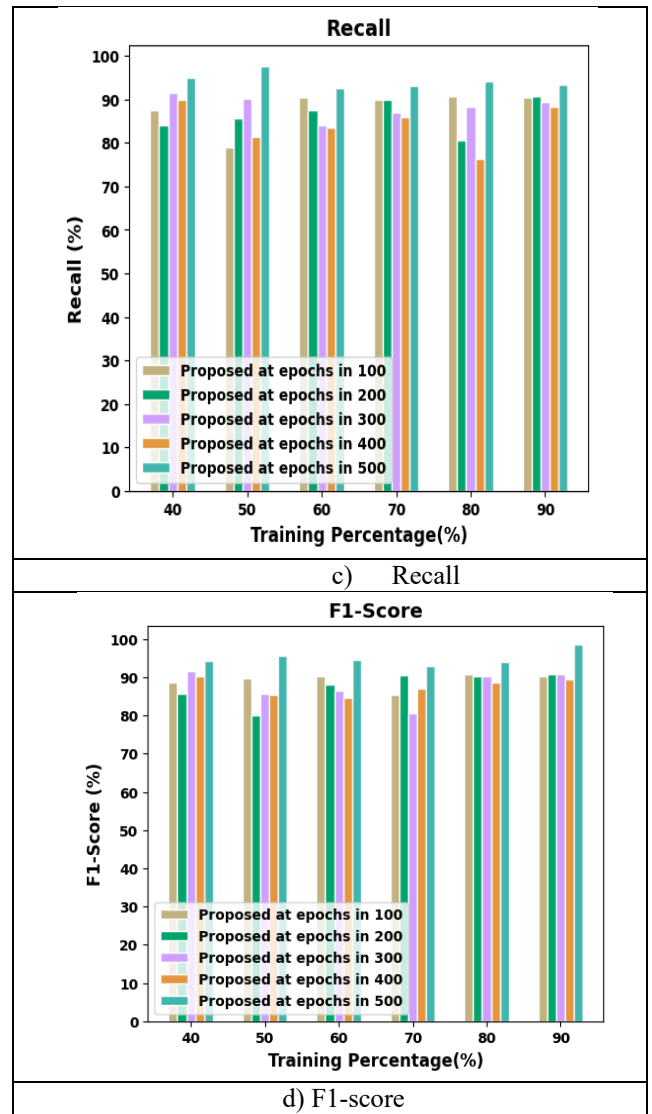 Recall
100
90
80
70
60
50
40
30
20
10
0
Recall (%)
Proposed at epochs in 100
Proposed at epochs in 200
Proposed at epochs in 300
Proposed at epochs in 400
Proposed at epochs in 500
40 50 60 70 80 90
Training Percentage(%)
c) Recall
F1-Score
100
90
80
70
60
50
40
30
20
10
0
F1-Score (%)
Proposed at epochs in 100
Proposed at epochs in 200
Proposed at epochs in 300
Proposed at epochs in 400
Proposed at epochs in 500
40 50 60 70 80 90
Training Percentage(%)
d) F1-score